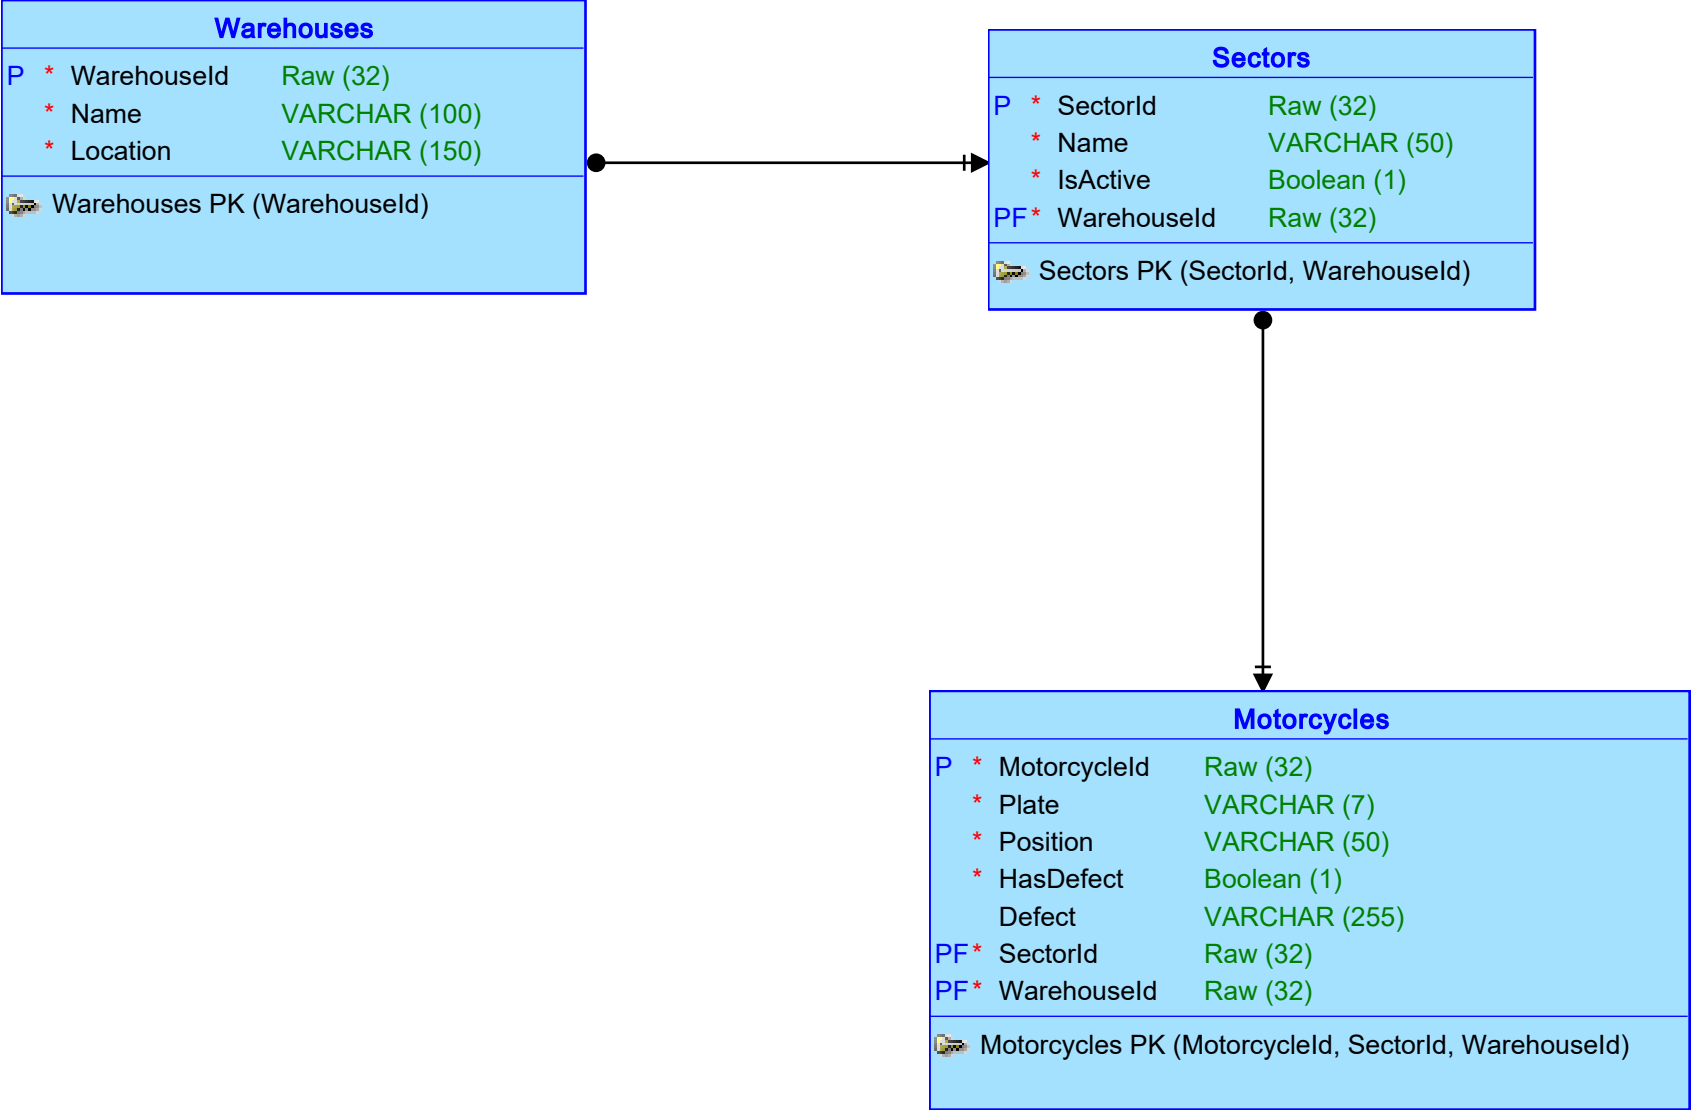 Warehouses
P * WarehouseId Raw (32)
* Name VARCHAR (100)
* Location VARCHAR (150)
Warehouses PK (WarehouseId)
Sectors
P * SectorId Raw (32)
* Name VARCHAR (50)
* IsActive Boolean (1)
PF* WarehouseId Raw (32)
Sectors PK (SectorId, WarehouseId)
Motorcycles
P * MotorcycleId Raw (32)
* Plate VARCHAR (7)
* Position VARCHAR (50)
* HasDefect Boolean (1)
Defect VARCHAR (255)
PF* SectorId Raw (32)
PF* WarehouseId Raw (32)
Motorcycles PK (MotorcycleId, SectorId, WarehouseId)